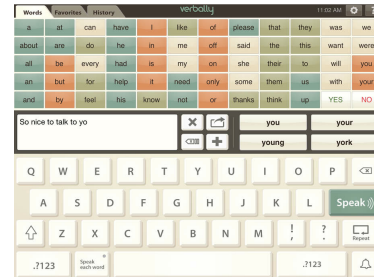 Words Favorites History verbally 11:02 AM
a at can have I like of please that they was we
about are do he in me off said the this want were
all be every had is my on she their to will you
an but for help it need only some them us with your
and by feel his know not or thanks think up YES NO
So nice to talk to yo
you your
young york
Q W E R T Y U I O P
A S D F G H J K L Speak
Z X C V B N M ! , ? .
Repeat
.?123 Speak each word .?123